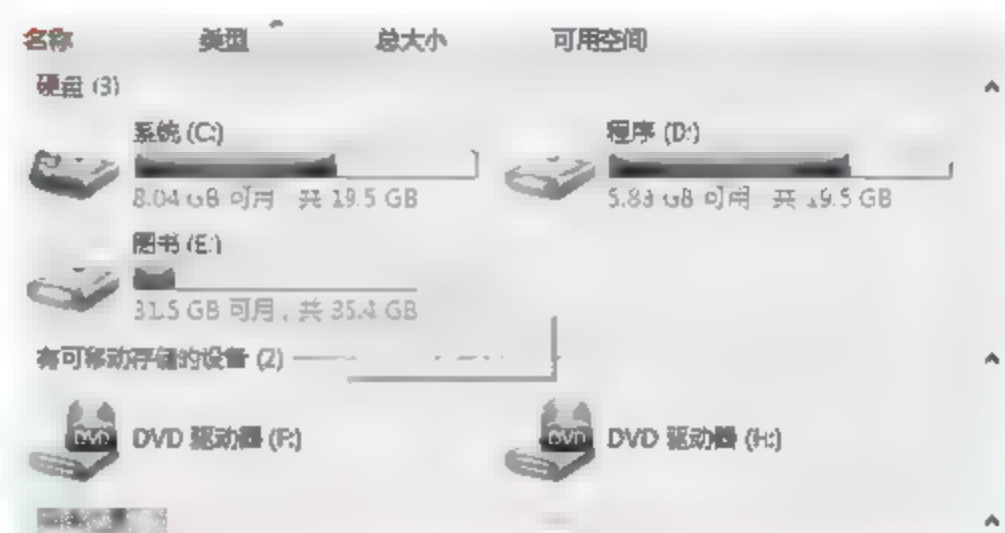 名称 类型 总大小 可用空间
硬盘 (3)
系统 (C:) 程序 (D:)
8.04 GB 可用 共 19.5 GB 5.83 GB 可用 共 19.5 GB
图书 (E:)
31.5 GB 可用，共 35.4 GB
有可移动存储的设备 (2)
DVD 驱动器 (F:) DVD 驱动器 (H:)